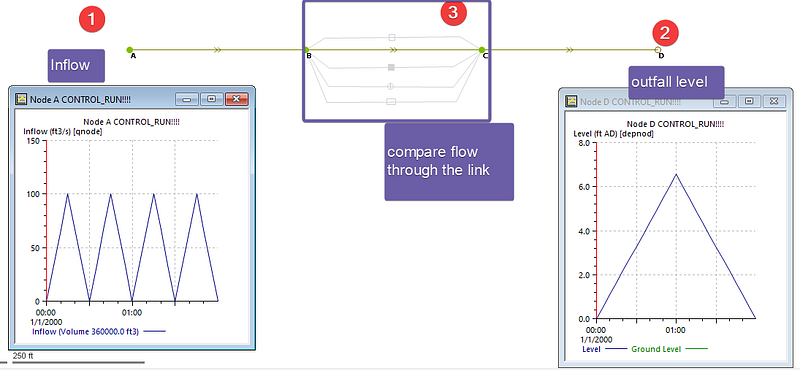 1
3
2
A
B
C
D
Inflow
outfall level
compare flow
through the link
Node A CONTROL_RUN!!!!
Node A CONTROL_RUN!!!!
Inflow (ft3/s) [qnode]
150
100
50
0
00:00
01:00
1/1/2000
Inflow (Volume 360000.0 ft3)
250 ft
Node D CONTROL_RUN!!!!
Node D CONTROL_RUN!!!!
Level (ft AD) [depnod]
8.0
6.0
4.0
2.0
0.0
00:00
01:00
1/1/2000
Level
Ground Level